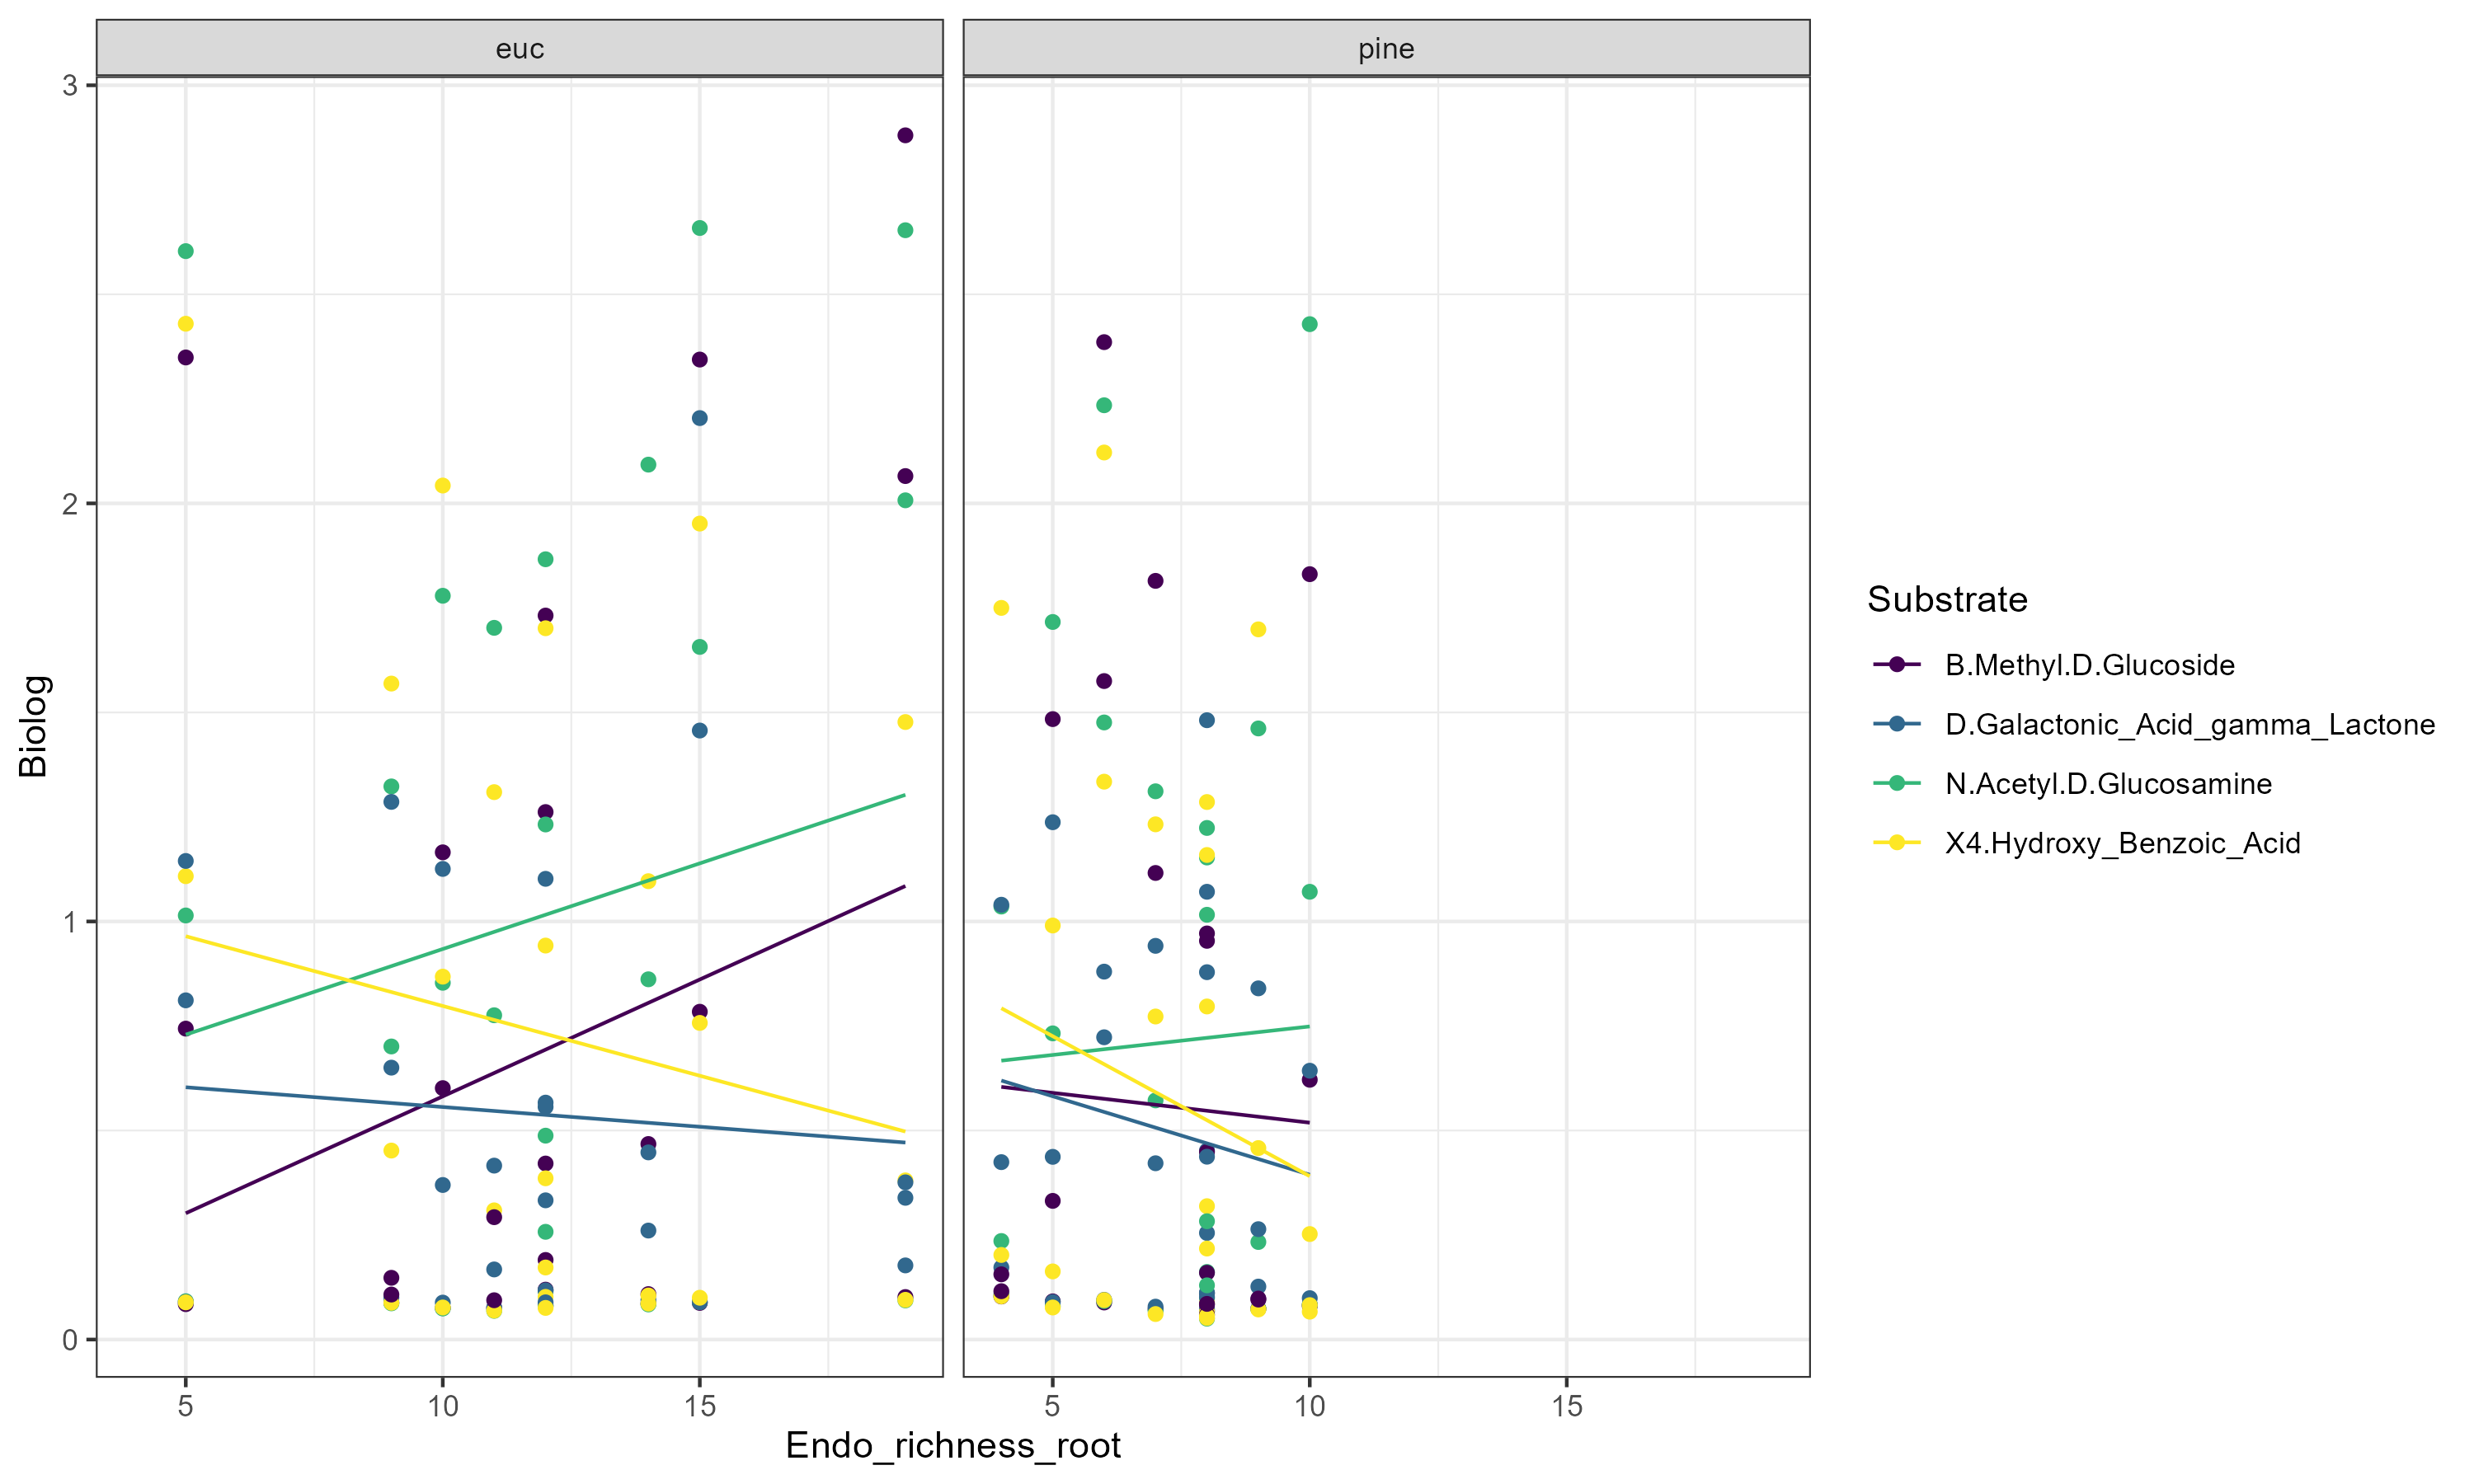 euc
pine
3
2
1
0
Biolog
5
10
15
5
10
15
Endo_richness_root
Substrate
B.Methyl.D.Glucoside
D.Galactonic_Acid_gamma_Lactone
N.Acetyl.D.Glucosamine
X4.Hydroxy_Benzoic_Acid